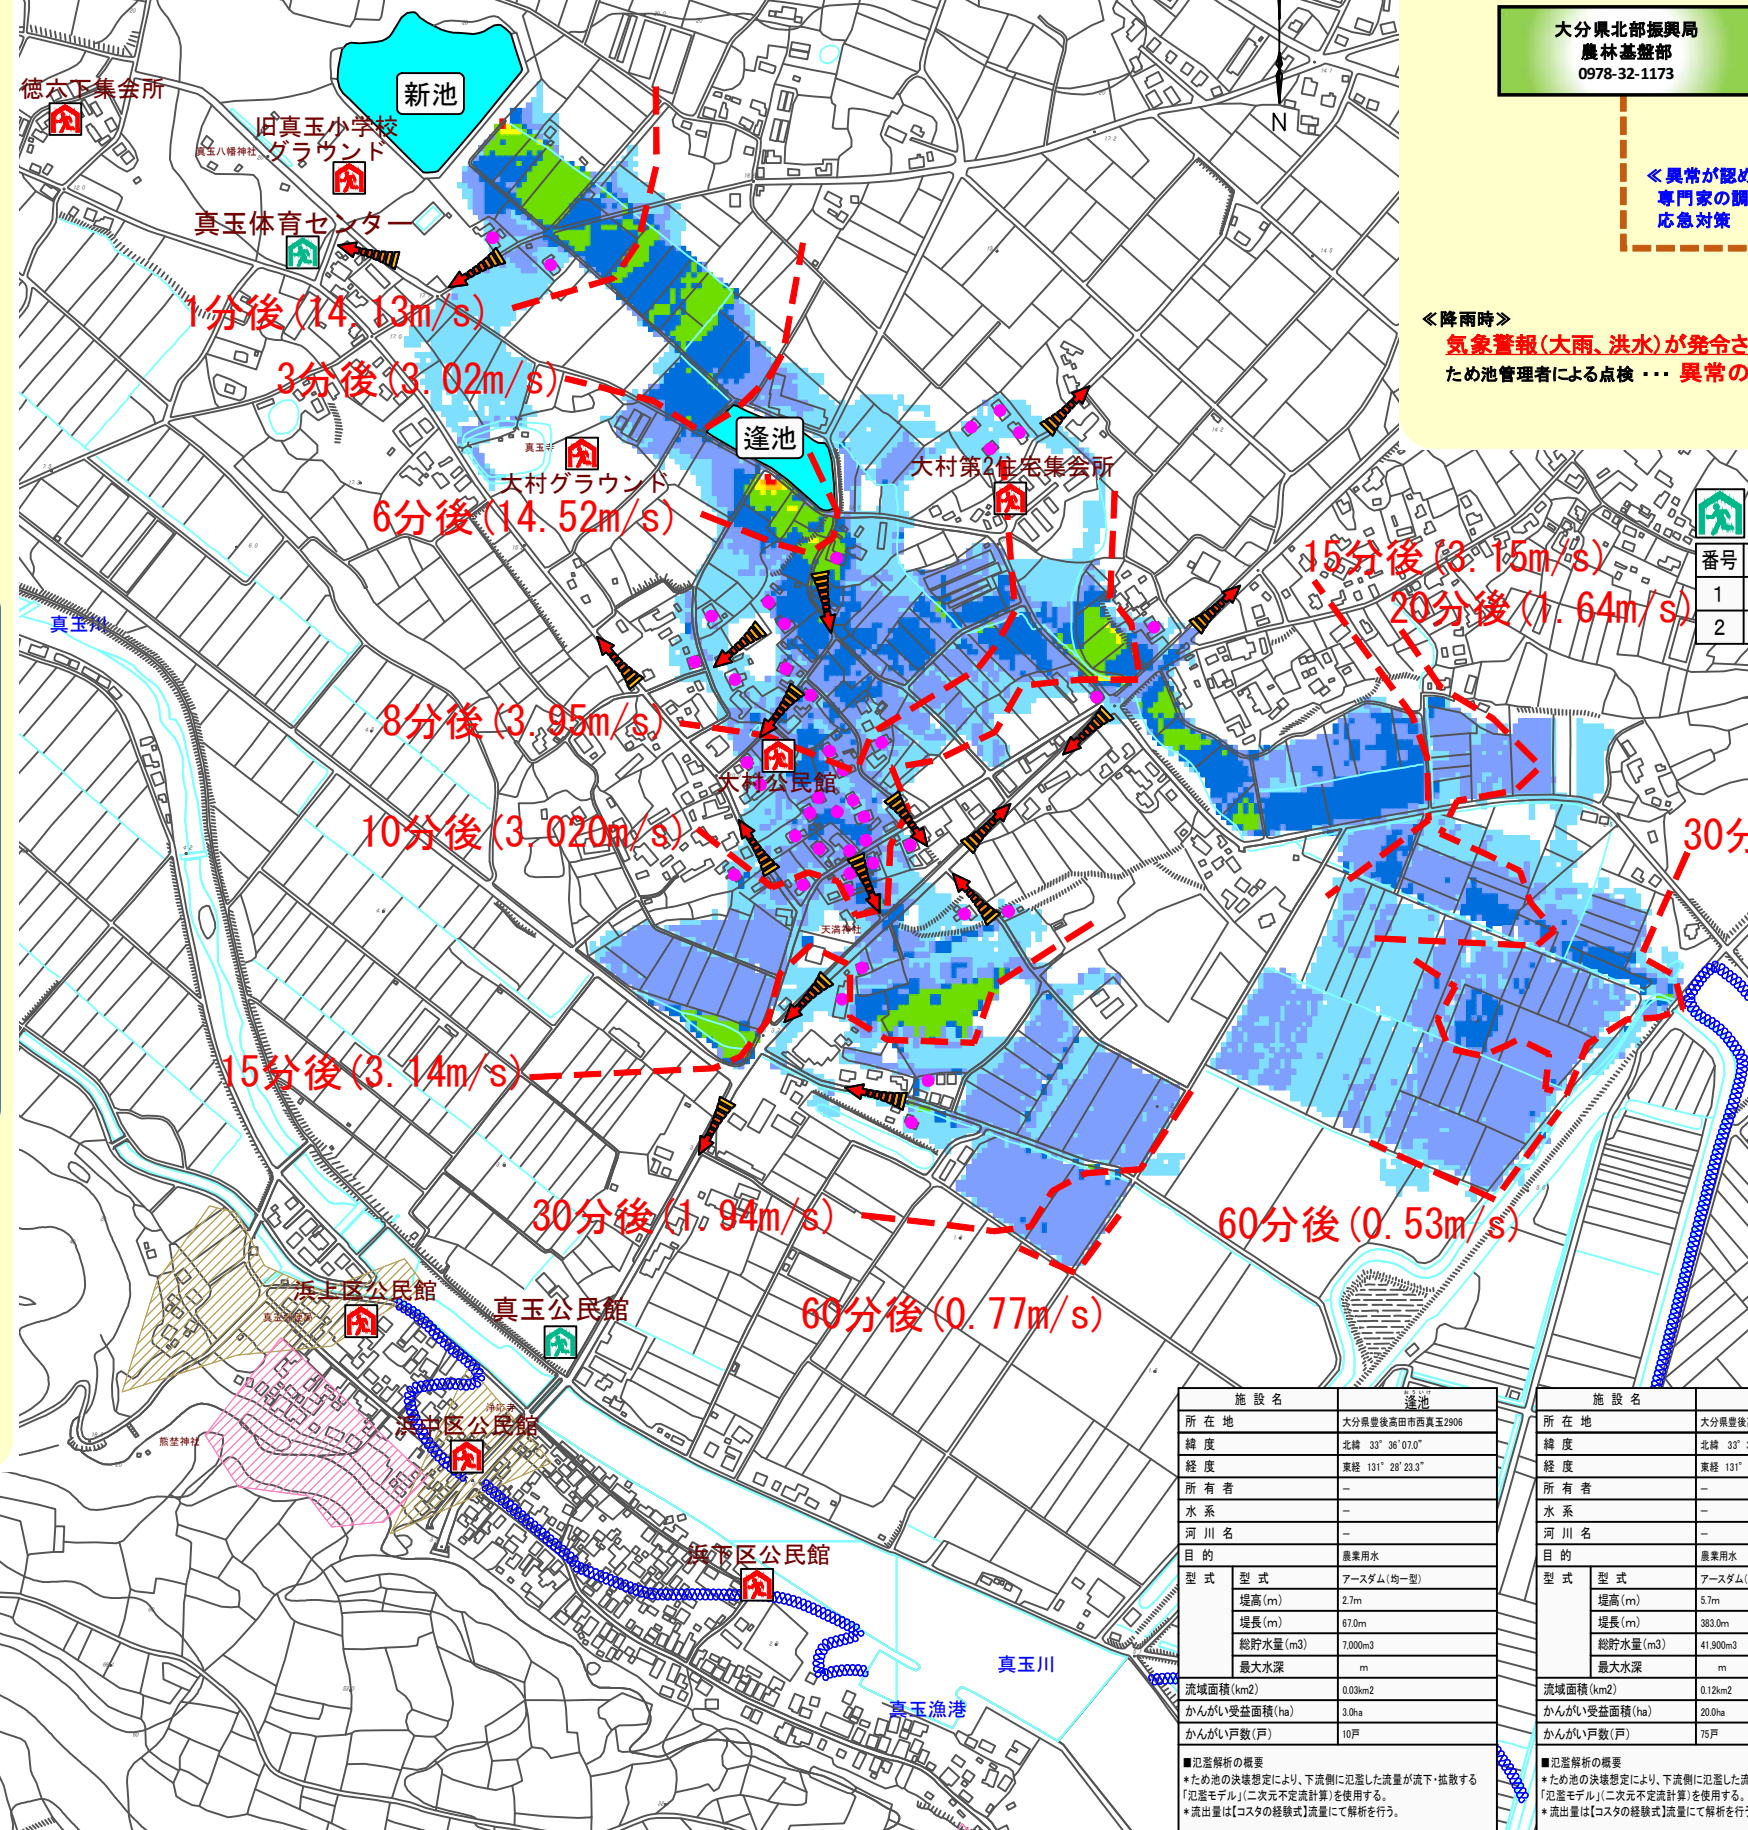 大分県北部振興局
農林基盤部
0978-32-1173
≪異常が認め
専門家の調
応急対策
≪降雨時≫
気象警報(大雨、洪水)が発令さ
ため池管理者による点検 ･･･ 異常の
N
新池
徳六下集会所
旧真玉小学校
グラウンド
真玉八幡神社
真玉体育センター
1分後(14.13m/s)
3分後(3.02m/s)
逢池
真玉寺
大村グラウンド
大村第2住宅集会所
6分後(14.52m/s)
15分後(3.15m/s)
20分後(1.64m/s)
番号
1
2
真玉川
8分後(3.95m/s)
大村公民館
10分後(3.020m/s)
30分
天満神社
15分後(3.14m/s)
30分後(1.94m/s)
60分後(0.53m/s)
60分後(0.77m/s)
浜上区公民館
真玉公民館
浜中区公民館
浄応寺
熊埜神社
浜下区公民館
真玉川
真玉漁港
施設名 逢池
所在地 大分県豊後高田市西真玉2906
緯度 北緯 33°36'07.0"
経度 東経 131°28'23.3"
所有者 －
水系 －
河川名 －
目的 農業用水
型式 型式 アースダム(均一型)
堤高(m) 2.7m
堤長(m) 67.0m
総貯水量(m3) 7,000m3
最大水深 m
流域面積(km2) 0.03km2
かんがい受益面積(ha) 3.0ha
かんがい戸数(戸) 10戸
■氾濫解析の概要
*ため池の決壊想定により、下流側に氾濫した流量が流下・拡散する
「氾濫モデル」(二次元不定流計算)を使用する。
*流出量は【コスタの経験式】流量にて解析を行う。
施設名
所在地 大分県豊後
緯度 北緯 33°
経度 東経 131°
所有者 －
水系 －
河川名 －
目的 農業用水
型式 型式 アースダム(
堤高(m) 5.7m
堤長(m) 383.0m
総貯水量(m3) 41,900m3
最大水深 m
流域面積(km2) 0.12km2
かんがい受益面積(ha) 20.0ha
かんがい戸数(戸) 75戸
■氾濫解析の概要
*ため池の決壊想定により、下流側に氾濫した流
「氾濫モデル」(二次元不定流計算)を使用する。
*流出量は【コスタの経験式】流量にて解析を行